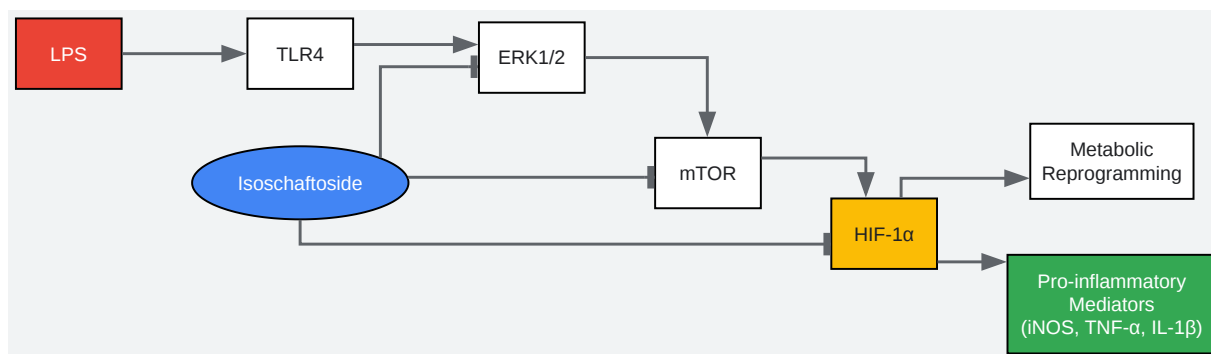 LPS
TLR4
ERK1/2
Isoschaftoside
mTOR
HIF-1α
Metabolic
Reprogramming
Pro-inflammatory
Mediators
(iNOS, TNF-α, IL-1β)